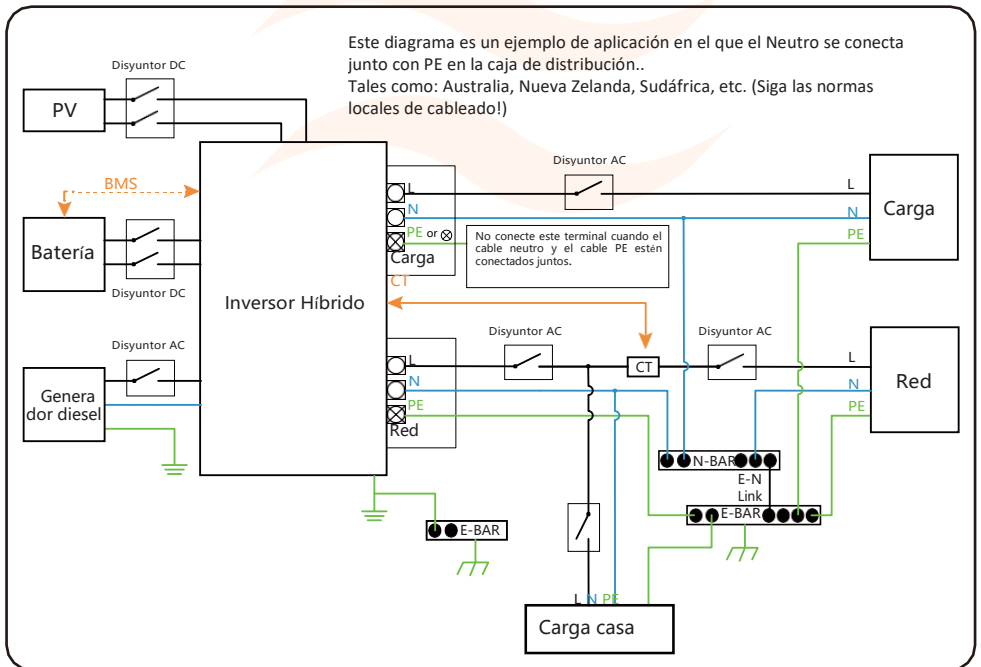 Este diagrama es un ejemplo de aplicación en el que el Neutro se conecta
junto con PE en la caja de distribución..
Tales como: Australia, Nueva Zelanda, Sudáfrica, etc. (Siga las normas
locales de cableado!)
Disyuntor DC
PV
BMS
Batería
Disyuntor DC
Disyuntor AC
Genera
dor diesel
Inversor Híbrido
L
N
PE or
Carga
No conecte este terminal cuando el
cable neutro y el cable PE estén
conectados juntos.
Disyuntor AC
L
N
PE
Carga
CT
Disyuntor AC
CT
Disyuntor AC
L
N
PE
Red
L
N
PE
Red
N-BAR
E-N
Link
E-BAR
E-BAR
L N PE
Carga casa